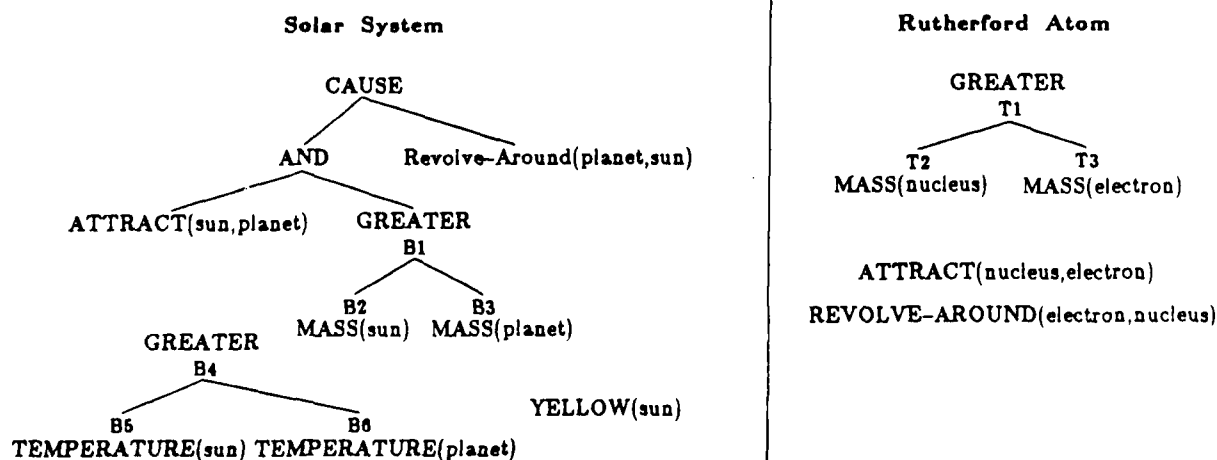 Solar System
CAUSE
AND Revolve-Around(planet,sun)
ATTRACT(sun,planet) GREATER
B1
B2 B3
MASS(sun) MASS(planet)
GREATER
B4
YELLOW(sun)
B5 B6
TEMPERATURE(sun) TEMPERATURE(planet)
Rutherford Atom
GREATER
T1
T2 T3
MASS(nucleus) MASS(electron)
ATTRACT(nucleus,electron)
REVOLVE-AROUND(electron,nucleus)